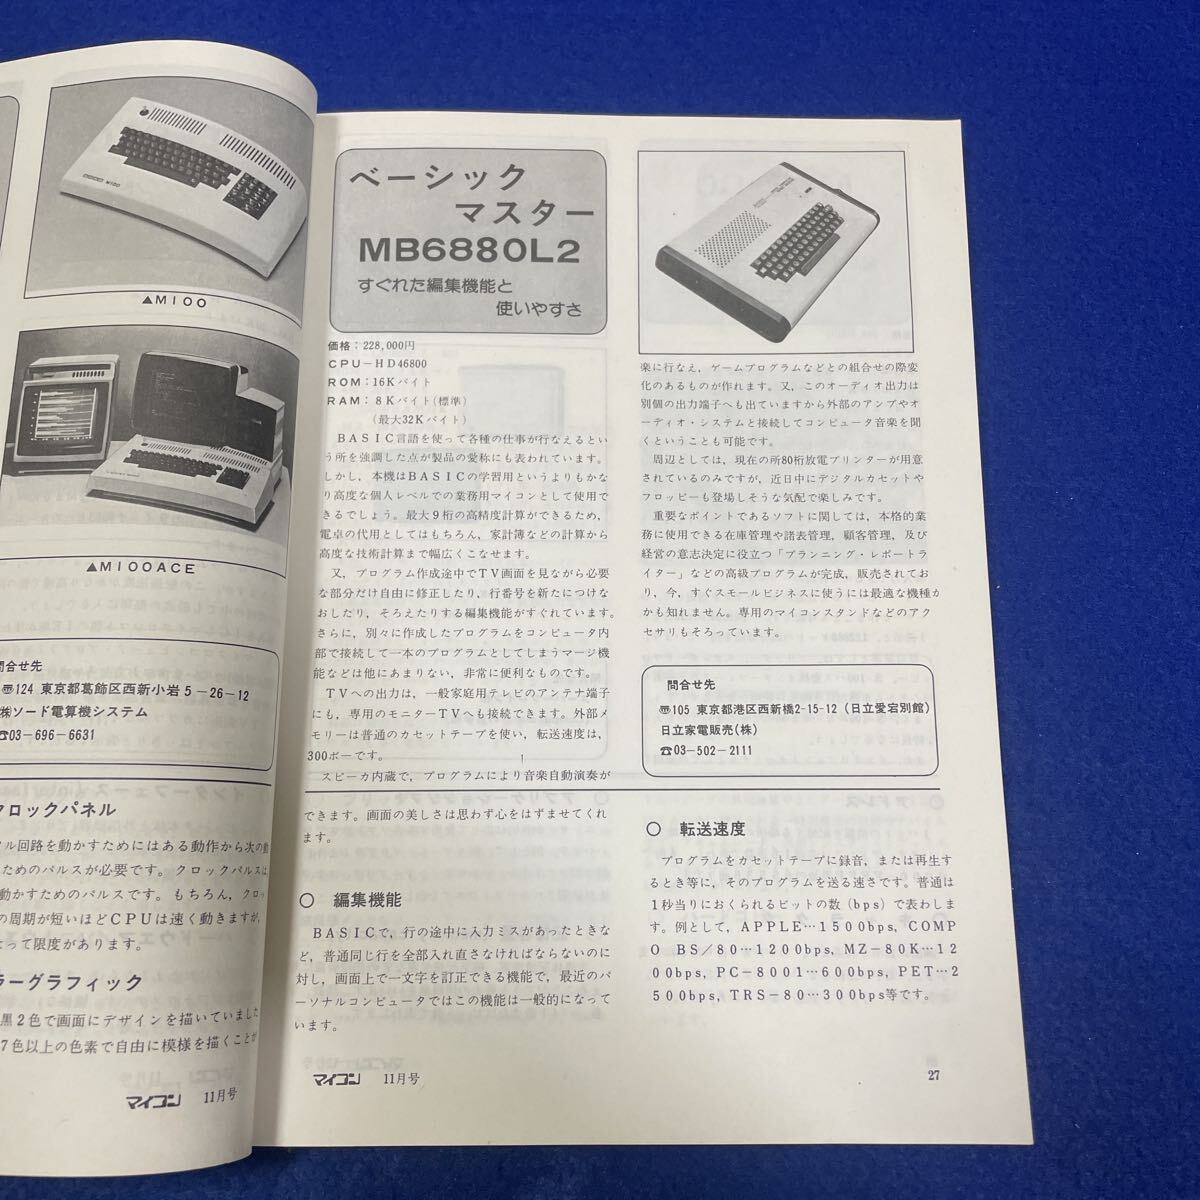 ▲M100
▲M100ACE
問合せ先
〠124 東京都葛飾区西新小岩5-26-12
㈱ソード電算機システム
☎03-696-6631
クロックパネル
ル回路を動かすためにはある動作から次の動
ためのパルスが必要です。クロックパルスは
動かすためのパルスです。もちろん，クロッ
の周期が短いほどCPUは速く動きますが，
よって限度があります。
ラーグラフィック
黒2色で画面にデザインを描いていました
7色以上の色素で自由に模様を描くことが
マイコン 11月号
ベーシック
マスター
MB6880L2
すぐれた編集機能と
使いやすさ
価格：228,000円
CPU－HD46800
ROM：16Kバイト
RAM：8Kバイト(標準)
(最大32Kバイト)
BASIC言語を使って各種の仕事が行なえるとい
う所を強調した点が製品の愛称にも表われています。
しかし，本機はBASICの学習用というよりもかな
り高度な個人レベルでの業務用マイコンとして使用で
きるでしょう。最大9桁の高精度計算ができるため，
電卓の代用としてはもちろん，家計簿などの計算から
高度な技術計算まで幅広くこなせます。
又，プログラム作成途中でTV画面を見ながら必要
な部分だけ自由に修正したり，行番号を新たにつけな
おしたり，そろえたりする編集機能がすぐれています。
さらに，別々に作成したプログラムをコンピュータ内
部で接続して一本のプログラムとしてしまうマージ機
能などは他にあまりない，非常に便利なものです。
TVへの出力は，一般家庭用テレビのアンテナ端子
にも，専用のモニターTVへも接続できます。外部メ
モリーは普通のカセットテープを使い，転送速度は，
300ボーです。
スピーカ内蔵で，プログラムにより音楽自動演奏が
楽に行なえ，ゲームプログラムなどとの組合せの際変
化のあるものが作れます。又，このオーディオ出力は
別個の出力端子へも出ていますから外部のアンプやオ
ーディオ・システムと接続してコンピュータ音楽を聞
くということも可能です。
周辺としては，現在の所80桁放電プリンターが用意
されているのみですが，近日中にデジタルカセットや
フロッピーも登場しそうな気配で楽しみです。
重要なポイントであるソフトに関しては，本格的業
務に使用できる在庫管理や諸表管理，顧客管理，及び
経営の意志決定に役立つ「プランニング・レポートラ
イター」などの高級プログラムが完成，販売されてお
り，今，すぐスモールビジネスに使うには最適な機種か
かも知れません。専用のマイコンスタンドなどのアク
セサリもそろっています。
問合せ先
〠105 東京都港区西新橋2-15-12 (日立愛宕別館)
日立家電販売(株)
☎03-502-2111
できます。画面の美しさは思わず心をはずませてくれ
ます。
○ 編集機能
BASICで，行の途中に入力ミスがあったときな
ど，普通同じ行を全部入れ直さなければならないのに
対し，画面上で一文字を訂正できる機能で，最近のパ
ーソナルコンピュータではこの機能は一般的になって
います。
○ 転送速度
プログラムをカセットテープに録音，または再生す
るとき等に，そのプログラムを送る速さです。普通は
1秒当りにおくられるビットの数(bps)で表わしま
す。例として，APPLE…1500bps, COMP
O BS／80…1200bps, MZ－80K…12
00bps, PC－8001…600bps, PET…2
500bps, TRS－80…300bps等です。
マイコン 11月号
27